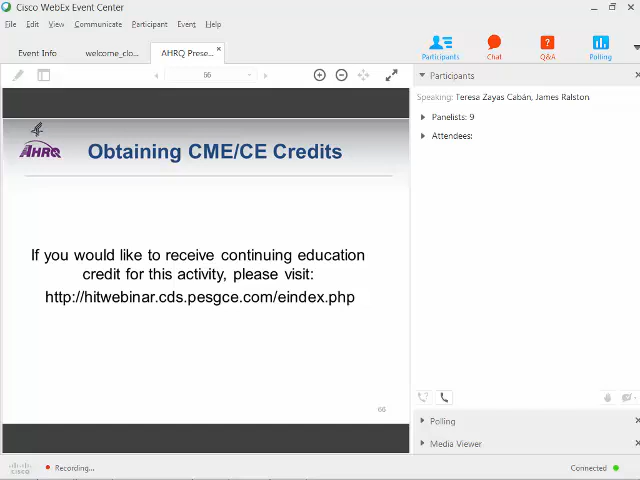 Cisco WebEx Event Center
File Edit View Communicate Participant Event Help
Event Info welcome_clo... AHRQ Prese...
Participants Chat Q&A Polling
66
Participants
Speaking: Teresa Zayas Cabán, James Ralston
Panelists: 9
Attendees:
AHRQ
Obtaining CME/CE Credits
If you would like to receive continuing education
credit for this activity, please visit:
http://hitwebinar.cds.pesgce.com/eindex.php
66
Polling
Media Viewer
cisco
Recording...
Connected